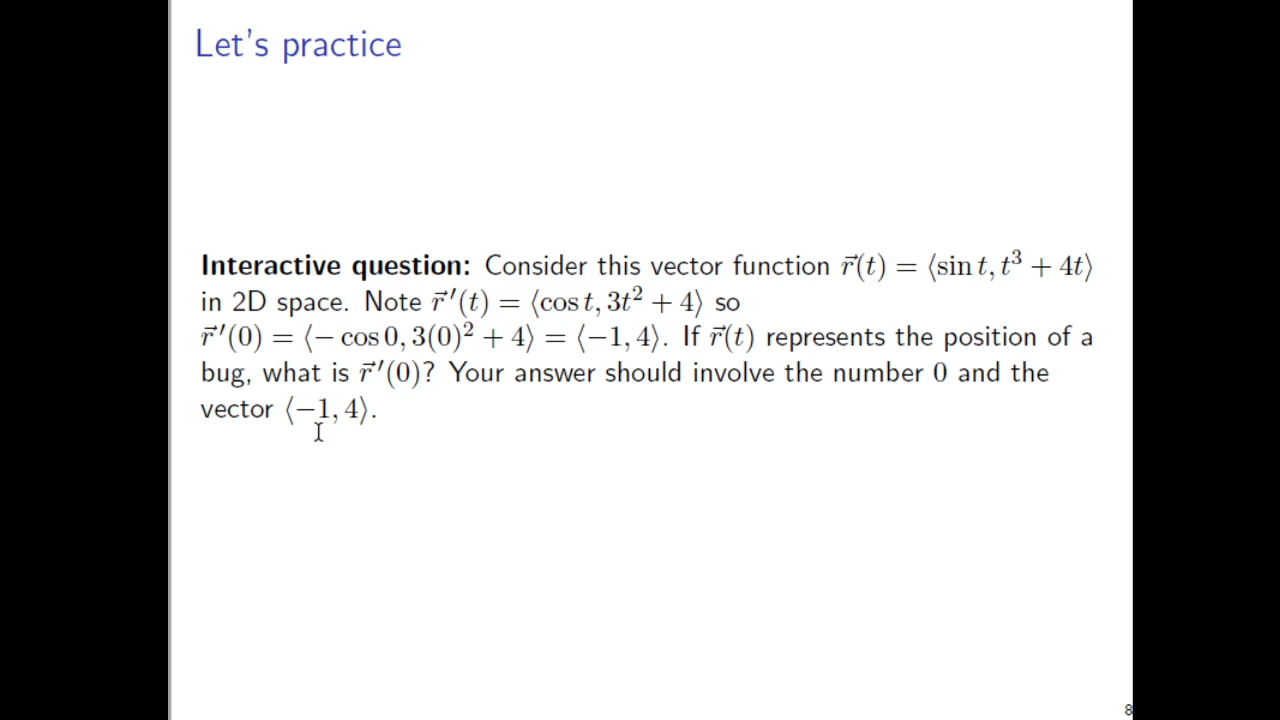 Let's practice
Interactive question: Consider this vector function r⃗(t) = ⟨sin t, t³ + 4t⟩
in 2D space. Note r⃗ ′(t) = ⟨cos t, 3t² + 4⟩ so
r⃗ ′(0) = ⟨− cos 0, 3(0)² + 4⟩ = ⟨−1, 4⟩. If r⃗(t) represents the position of a
bug, what is r⃗ ′(0)? Your answer should involve the number 0 and the
vector ⟨−1, 4⟩.
8